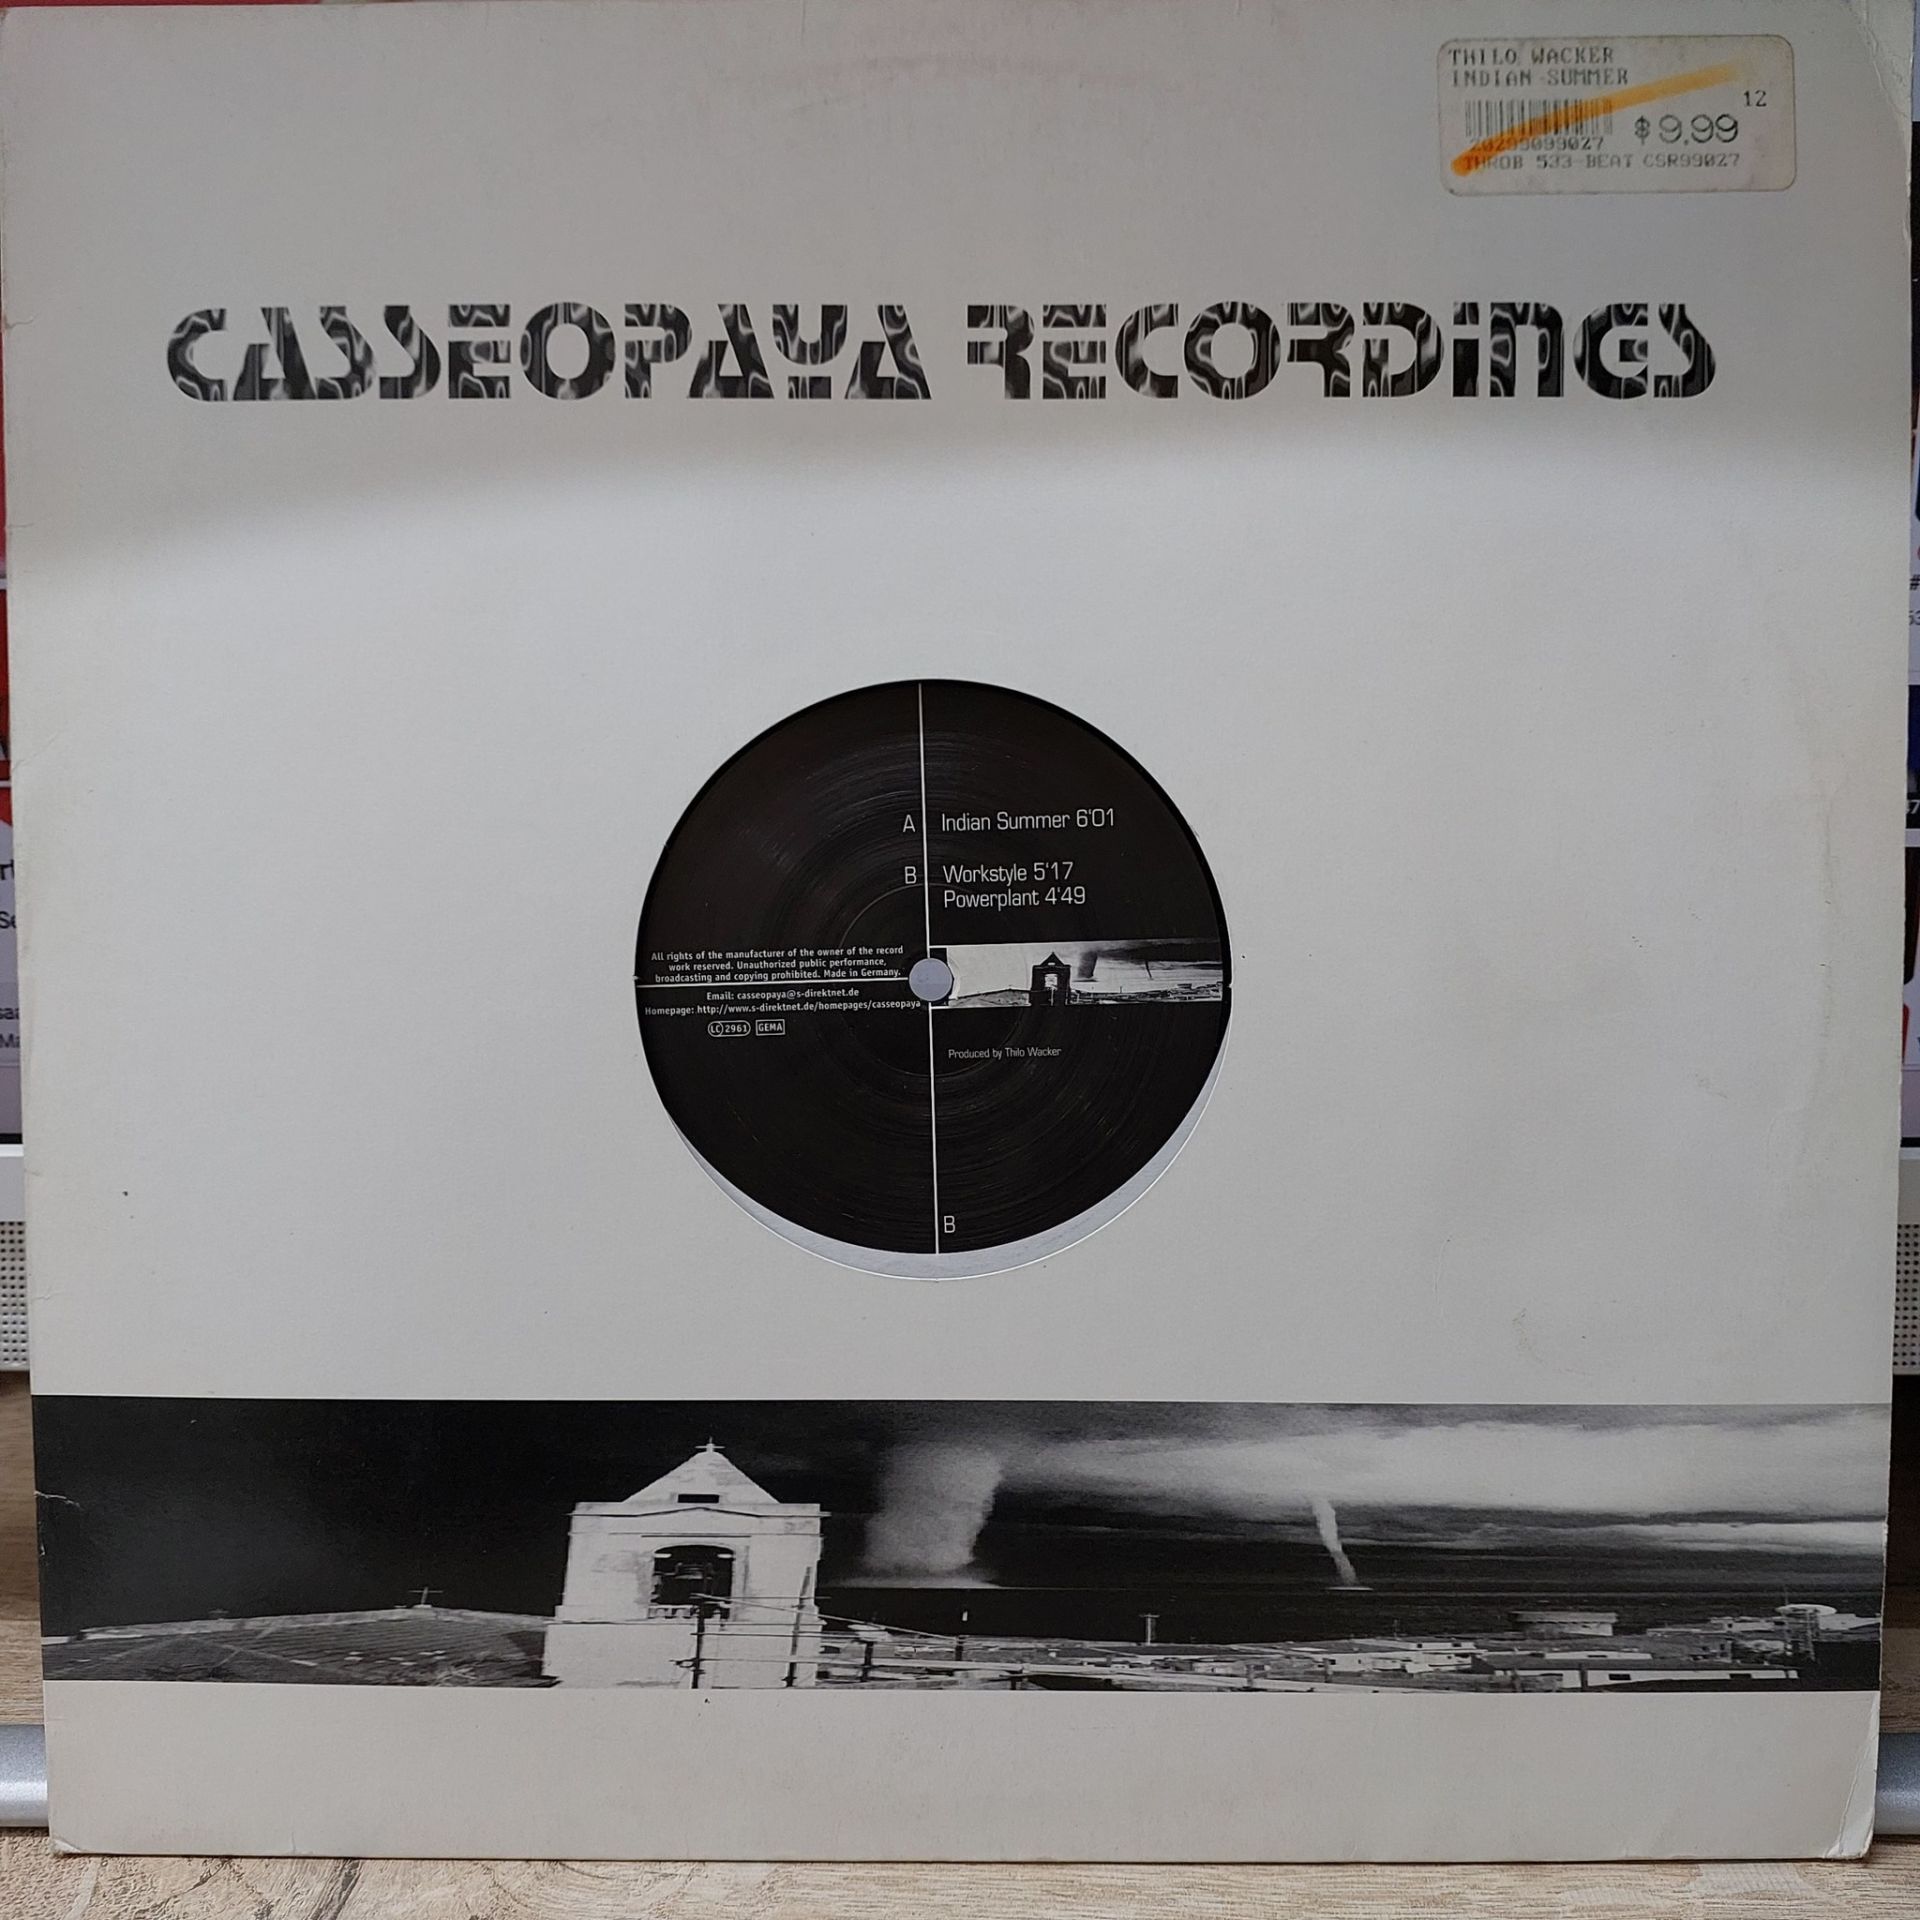 THILO WACKER
INDIAN SUMMER
12
$9.99
20299099027
THROB 533-BEAT CSR99027
CASSEOPAYA RECORDINGS
A Indian Summer 6'01
B Workstyle 5'17
Powerplant 4'49
All rights of the manufacturer of the owner of the record
work reserved. Unauthorized public performance,
broadcasting and copying prohibited. Made in Germany.
Email: casseopaya@s-direktnet.de
Homepage: http://www.s-direktnet.de/homepages/casseopaya
LC 2961 GEMA
Produced by Thilo Wacker
B